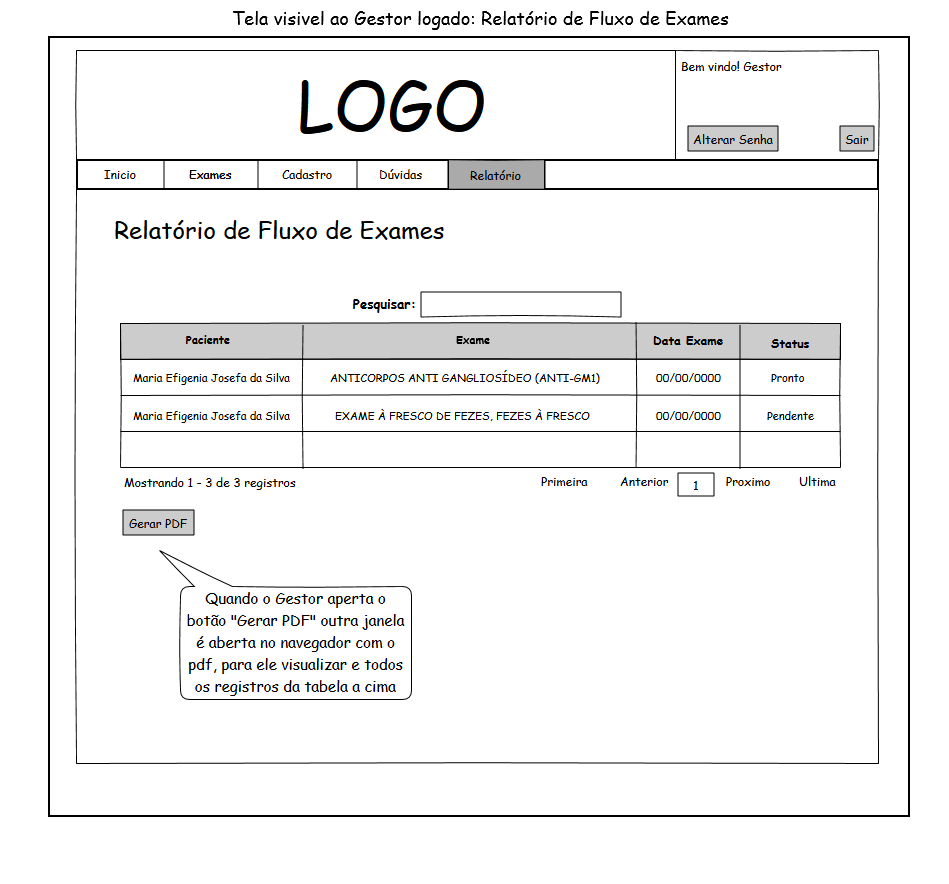 Tela visivel ao Gestor logado: Relatório de Fluxo de Exames
LOGO
Bem vindo! Gestor
Alterar Senha
Sair
Inicio Exames Cadastro Dúvidas Relatório
Relatório de Fluxo de Exames
Pesquisar:
Paciente Exame Data Exame Status
Maria Efigenia Josefa da Silva ANTICORPOS ANTI GANGLIOSÍDEO (ANTI-GM1) 00/00/0000 Pronto
Maria Efigenia Josefa da Silva EXAME À FRESCO DE FEZES, FEZES À FRESCO 00/00/0000 Pendente
Mostrando 1 - 3 de 3 registros Primeira Anterior 1 Proximo Ultima
Gerar PDF
Quando o Gestor aperta o
botão "Gerar PDF" outra janela
é aberta no navegador com o
pdf, para ele visualizar e todos
os registros da tabela a cima